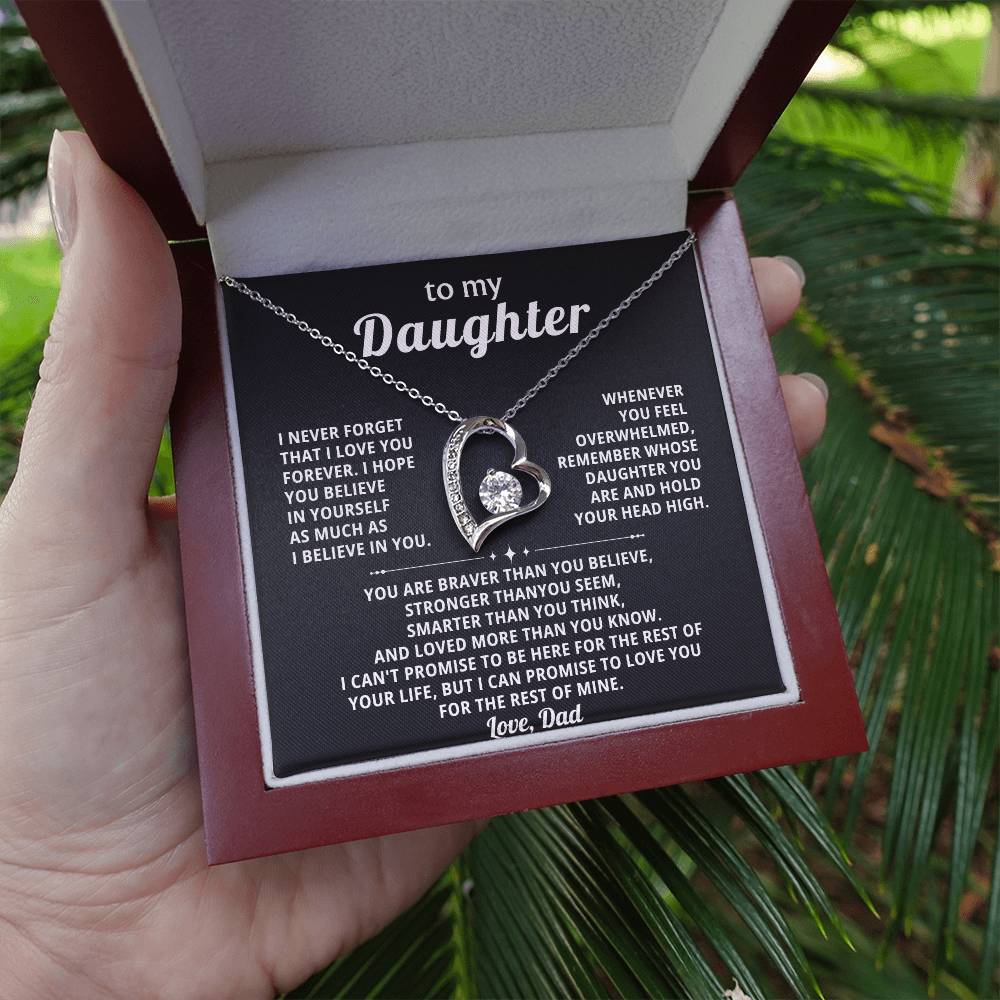 to my
Daughter
I NEVER FORGET
THAT I LOVE YOU
FOREVER. I HOPE
YOU BELIEVE
IN YOURSELF
AS MUCH AS
I BELIEVE IN YOU.
WHENEVER
YOU FEEL
OVERWHELMED,
REMEMBER WHOSE
DAUGHTER YOU
ARE AND HOLD
YOUR HEAD HIGH.
YOU ARE BRAVER THAN YOU BELIEVE,
STRONGER THANYOU SEEM,
SMARTER THAN YOU THINK,
AND LOVED MORE THAN YOU KNOW.
I CAN'T PROMISE TO BE HERE FOR THE REST OF
YOUR LIFE, BUT I CAN PROMISE TO LOVE YOU
FOR THE REST OF MINE.
Love, Dad